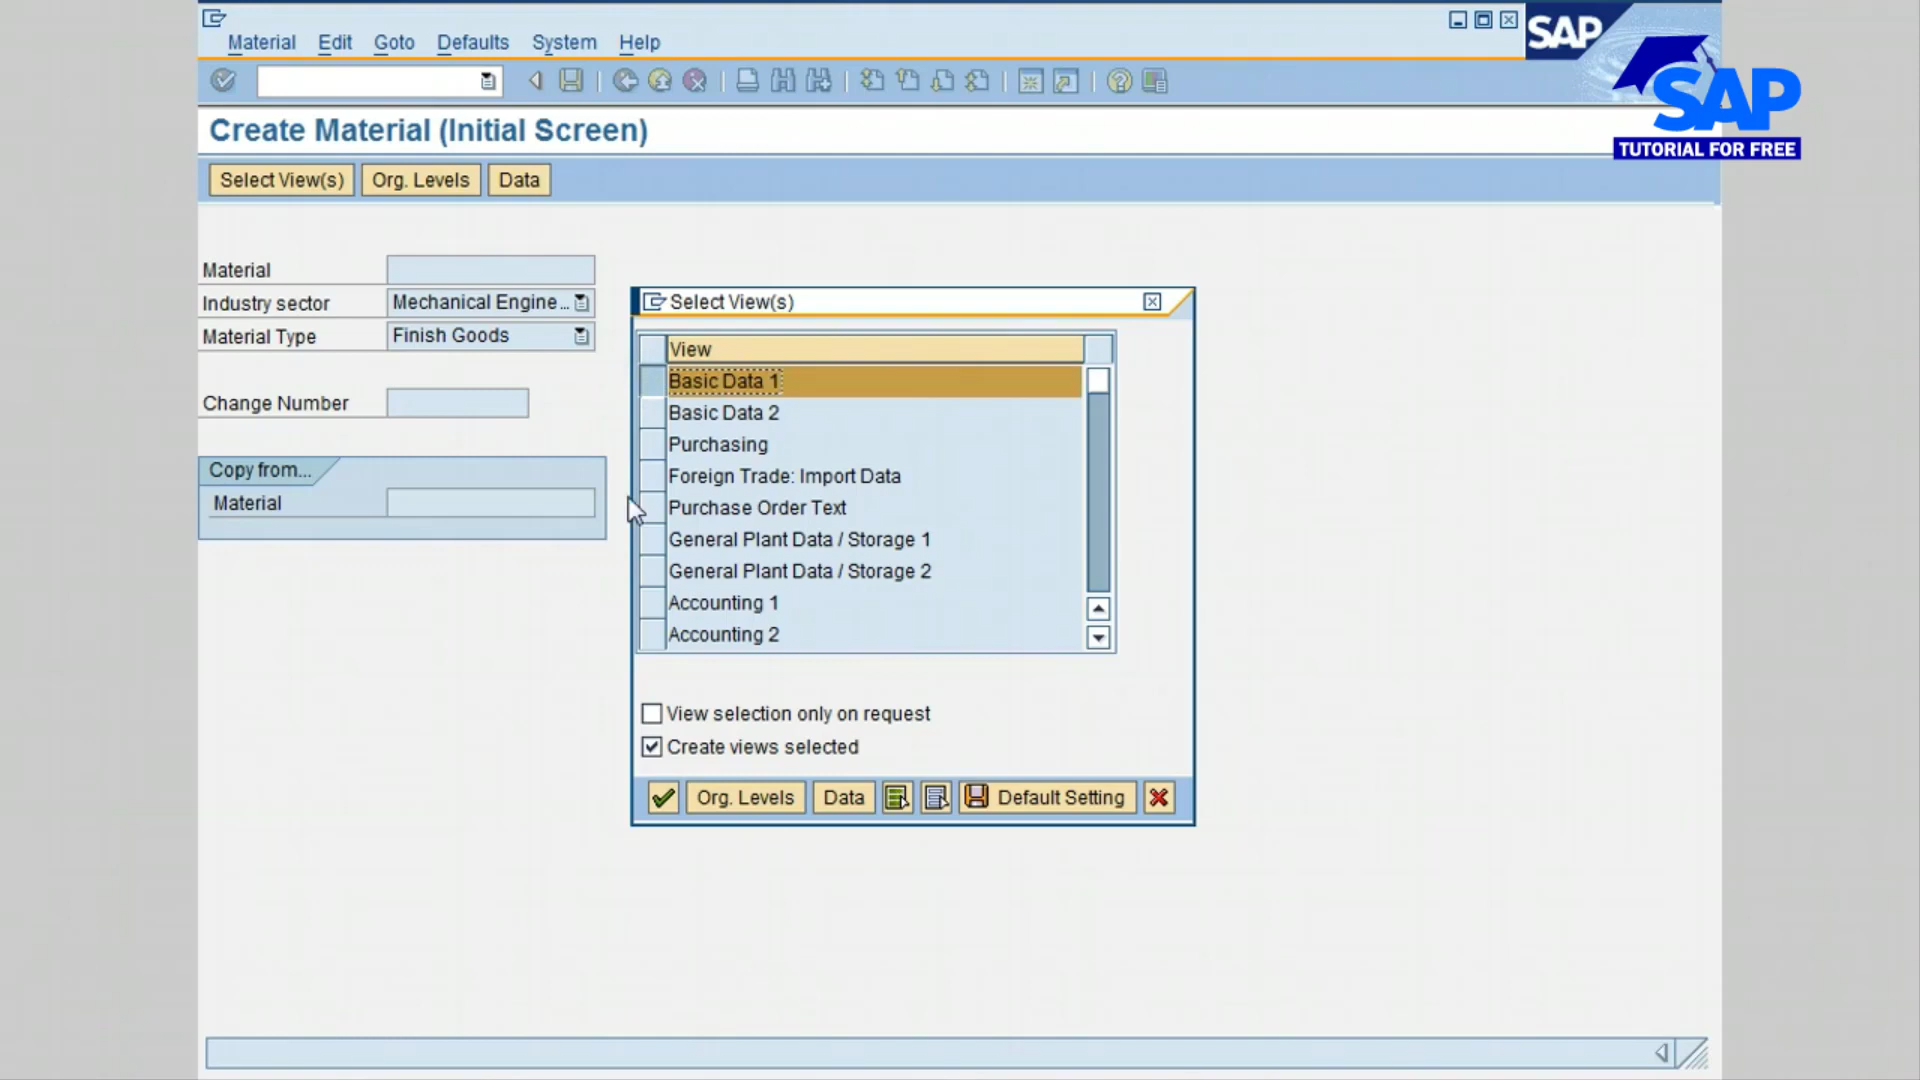 Material Edit Goto Defaults System Help
SAP
SAP
TUTORIAL FOR FREE
Create Material (Initial Screen)
Select View(s) Org. Levels Data
Material
Industry sector Mechanical Engine...
Material Type Finish Goods
Change Number
Copy from...
Material
Select View(s)
View
Basic Data 1
Basic Data 2
Purchasing
Foreign Trade: Import Data
Purchase Order Text
General Plant Data / Storage 1
General Plant Data / Storage 2
Accounting 1
Accounting 2
View selection only on request
Create views selected
Org. Levels Data Default Setting